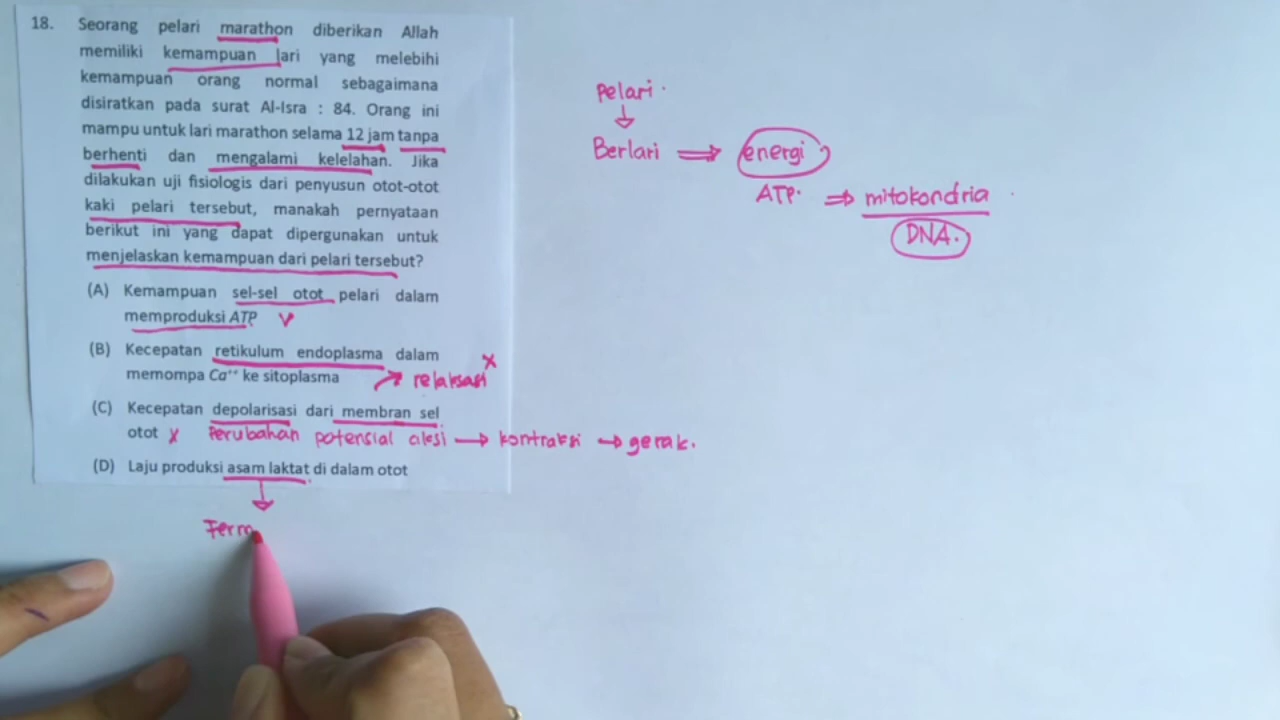 18. Seorang pelari marathon diberikan Allah
memiliki kemampuan lari yang melebihi
kemampuan orang normal sebagaimana
disiratkan pada surat Al-Isra : 84. Orang ini
mampu untuk lari marathon selama 12 jam tanpa
berhenti dan mengalami kelelahan. Jika
dilakukan uji fisiologis dari penyusun otot-otot
kaki pelari tersebut, manakah pernyataan
berikut ini yang dapat dipergunakan untuk
menjelaskan kemampuan dari pelari tersebut?
(A) Kemampuan sel-sel otot pelari dalam
memproduksi ATP v
(B) Kecepatan retikulum endoplasma dalam
memompa Ca++ ke sitoplasma → relaksasi x
(C) Kecepatan depolarisasi dari membran sel
otot x Perubahan potensial aksi → kontraksi → gerak.
(D) Laju produksi asam laktat di dalam otot
↓
Ferm
Pelari.
↓
Berlari ⇒ energi
ATP. ⇒ mitokondria
DNA.